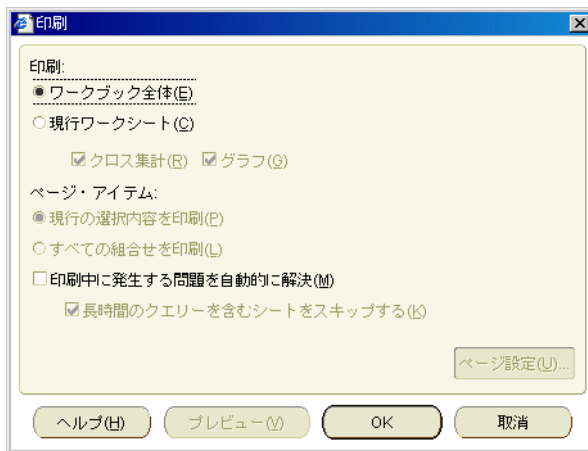 印刷
印刷:
ワークブック全体(E)
現行ワークシート(C)
クロス集計(R) グラフ(G)
ページ・アイテム:
現行の選択内容を印刷(P)
すべての組合せを印刷(L)
印刷中に発生する問題を自動的に解決(M)
長時間のクエリーを含むシートをスキップする(K)
ページ設定(U)...
ヘルプ(H) プレビュー(V) OK 取消